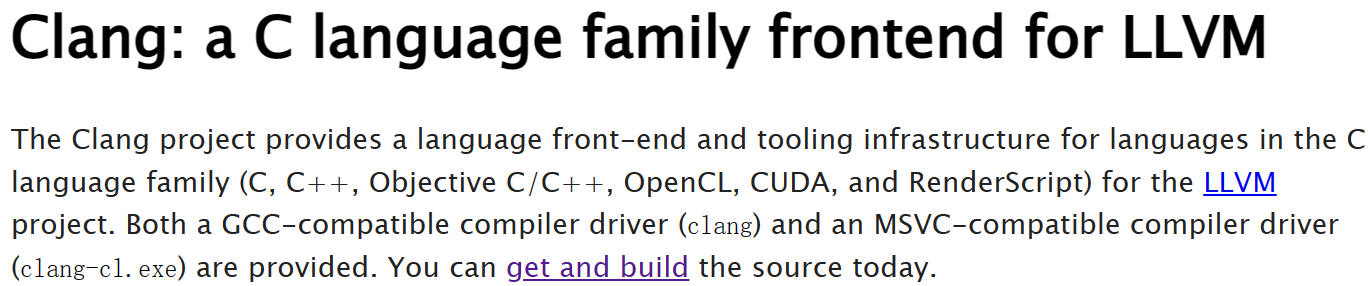 Clang: a C language family frontend for LLVM
The Clang project provides a language front-end and tooling infrastructure for languages in the C
language family (C, C++, Objective C/C++, OpenCL, CUDA, and RenderScript) for the LLVM
project. Both a GCC-compatible compiler driver (clang) and an MSVC-compatible compiler driver
(clang-cl.exe) are provided. You can get and build the source today.